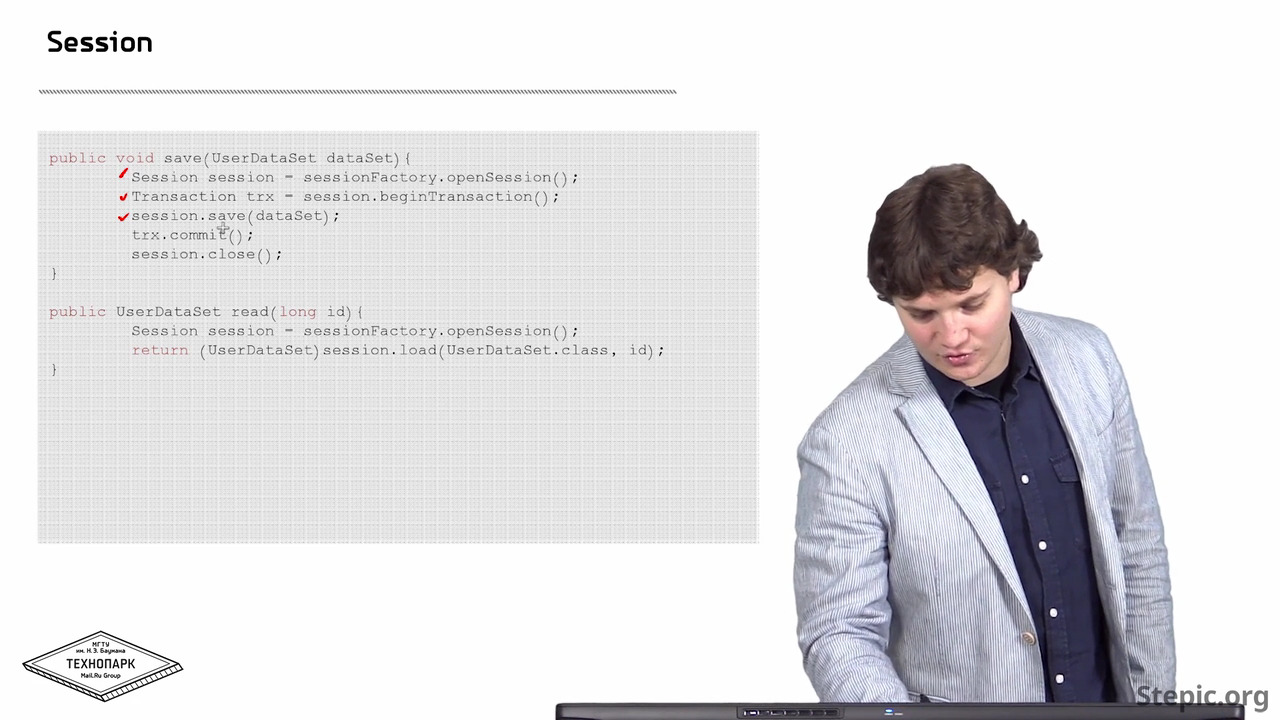 Session
public void save(UserDataSet dataSet){
Session session = sessionFactory.openSession();
Transaction trx = session.beginTransaction();
session.save(dataSet);
trx.commit();
session.close();
}
public UserDataSet read(long id){
Session session = sessionFactory.openSession();
return (UserDataSet)session.load(UserDataSet.class, id);
}
МГТУ
им. Н.Э. Баумана
ТЕХНОПАРК
Mail.Ru Group
Stepic.org